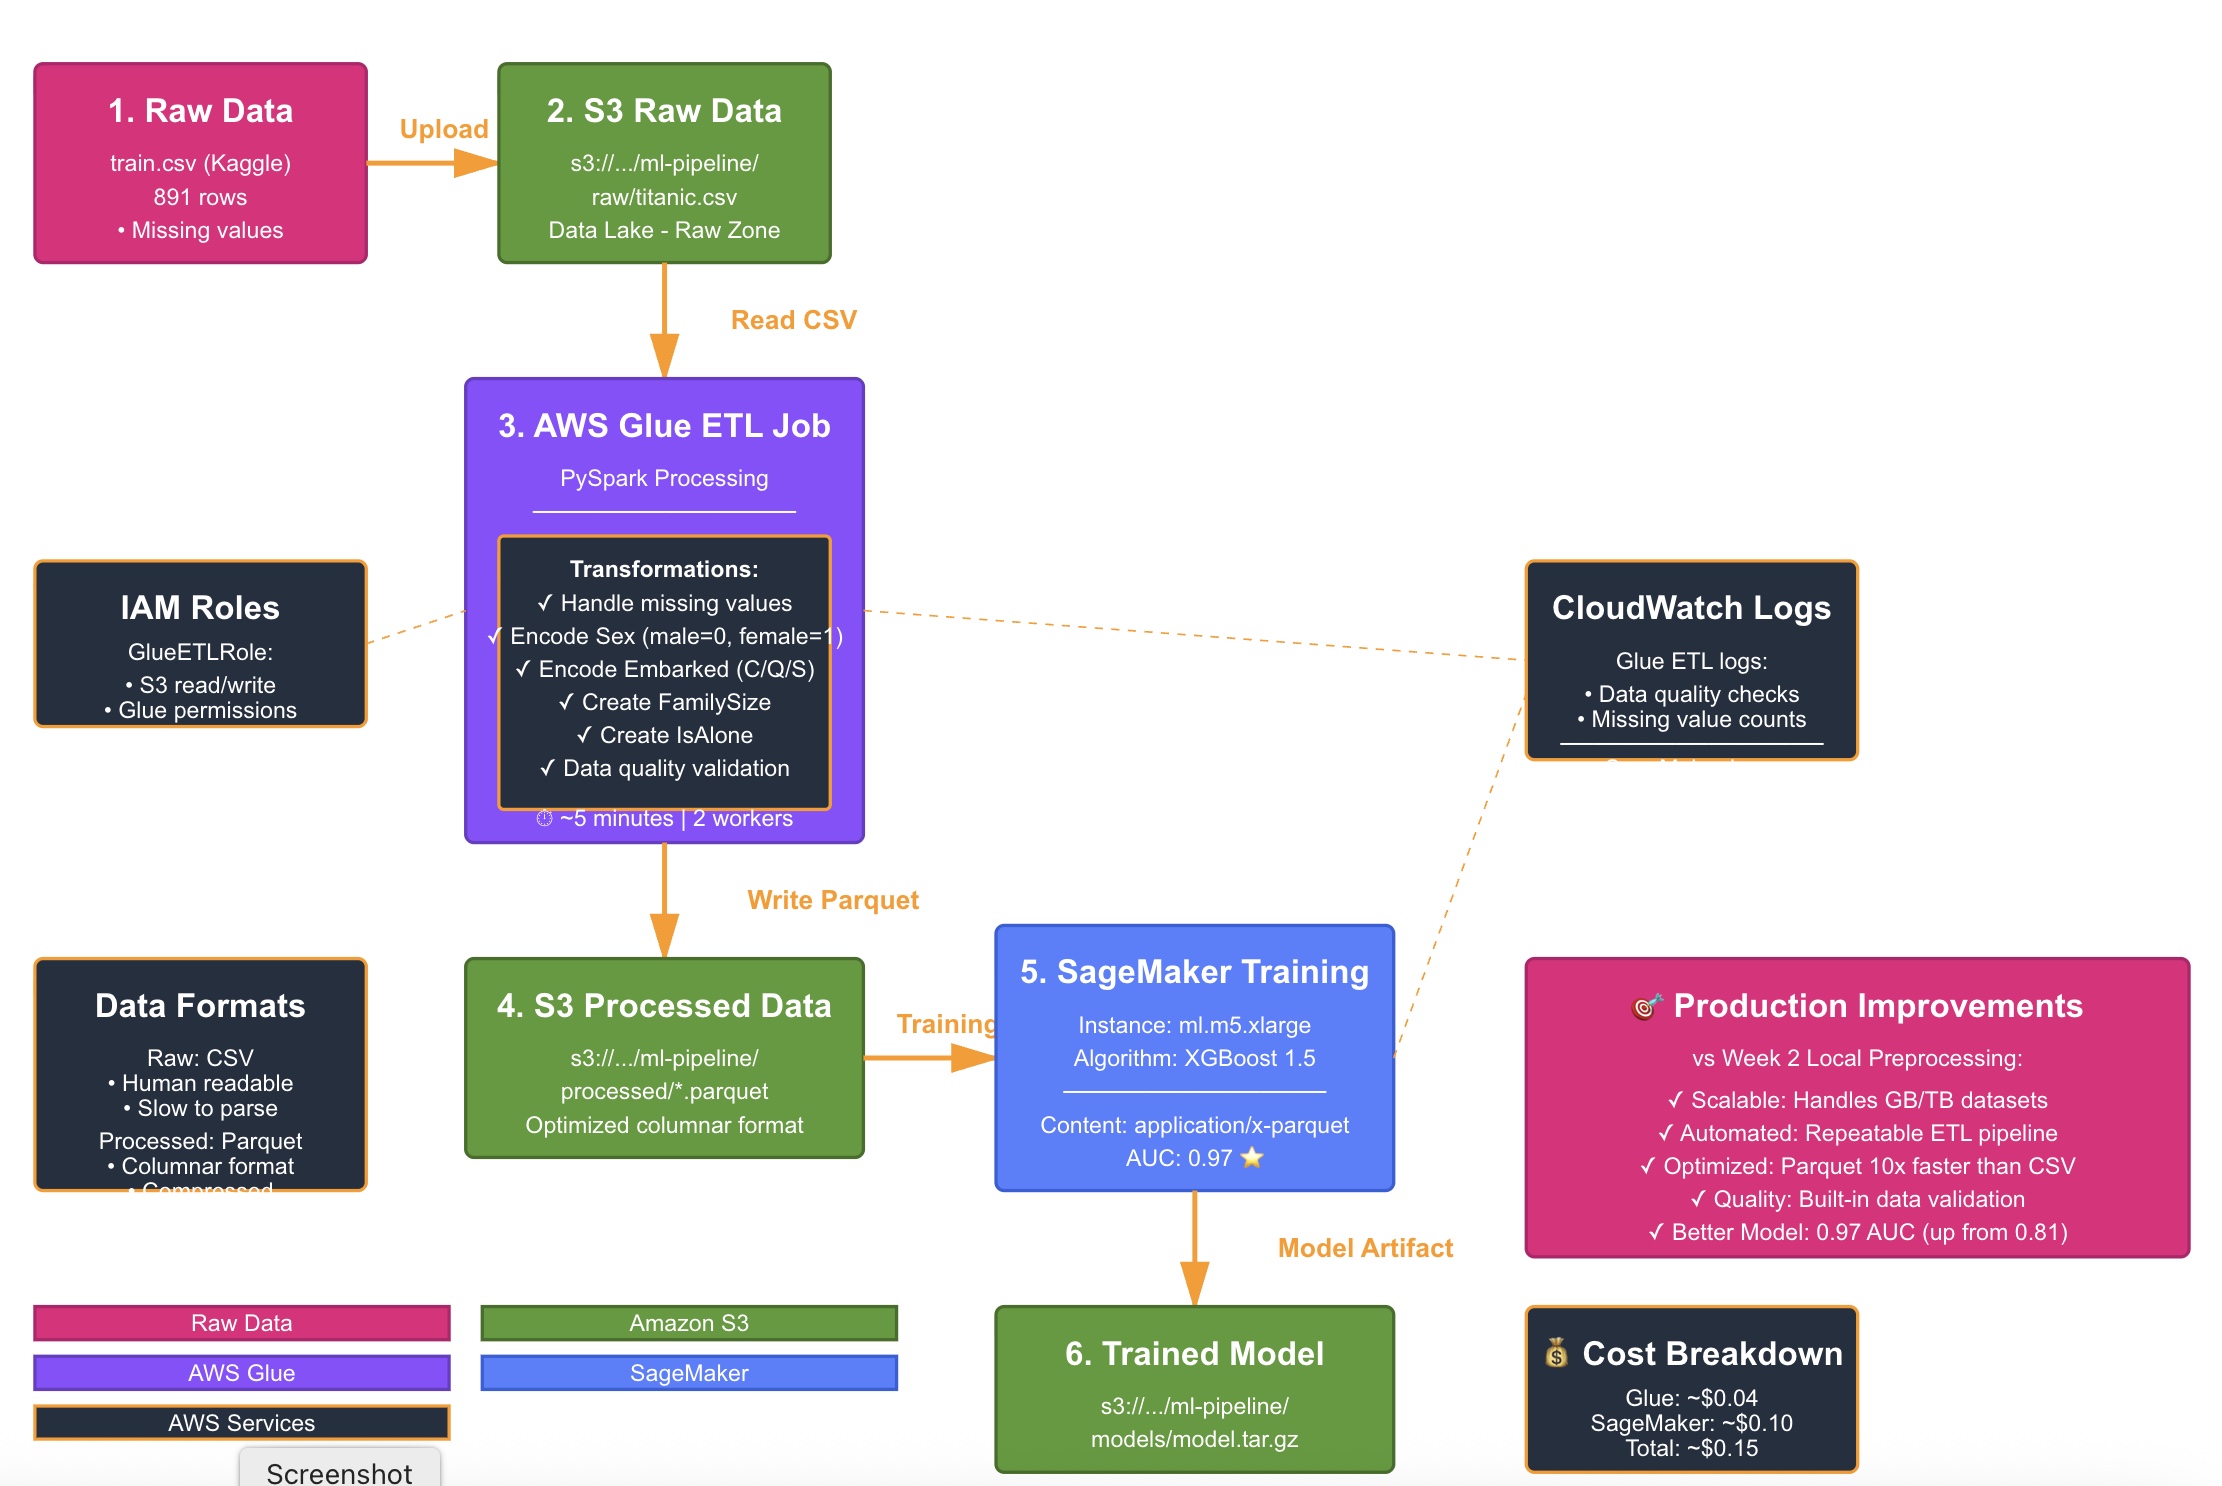 1. Raw Data
train.csv (Kaggle)
891 rows
• Missing values
Upload
2. S3 Raw Data
s3://.../ml-pipeline/
raw/titanic.csv
Data Lake - Raw Zone
Read CSV
3. AWS Glue ETL Job
PySpark Processing
Transformations:
✓ Handle missing values
✓ Encode Sex (male=0, female=1)
✓ Encode Embarked (C/Q/S)
✓ Create FamilySize
✓ Create IsAlone
✓ Data quality validation
⏱ ~5 minutes | 2 workers
IAM Roles
GlueETLRole:
• S3 read/write
• Glue permissions
CloudWatch Logs
Glue ETL logs:
• Data quality checks
• Missing value counts
Write Parquet
Data Formats
Raw: CSV
• Human readable
• Slow to parse
Processed: Parquet
• Columnar format
• Compressed
4. S3 Processed Data
s3://.../ml-pipeline/
processed/*.parquet
Optimized columnar format
Training
5. SageMaker Training
Instance: ml.m5.xlarge
Algorithm: XGBoost 1.5
Content: application/x-parquet
AUC: 0.97 ⭐
🎯 Production Improvements
vs Week 2 Local Preprocessing:
✓ Scalable: Handles GB/TB datasets
✓ Automated: Repeatable ETL pipeline
✓ Optimized: Parquet 10x faster than CSV
✓ Quality: Built-in data validation
✓ Better Model: 0.97 AUC (up from 0.81)
Model Artifact
6. Trained Model
s3://.../ml-pipeline/
models/model.tar.gz
💰 Cost Breakdown
Glue: ~$0.04
SageMaker: ~$0.10
Total: ~$0.15
Raw Data
Amazon S3
AWS Glue
SageMaker
AWS Services
Screenshot